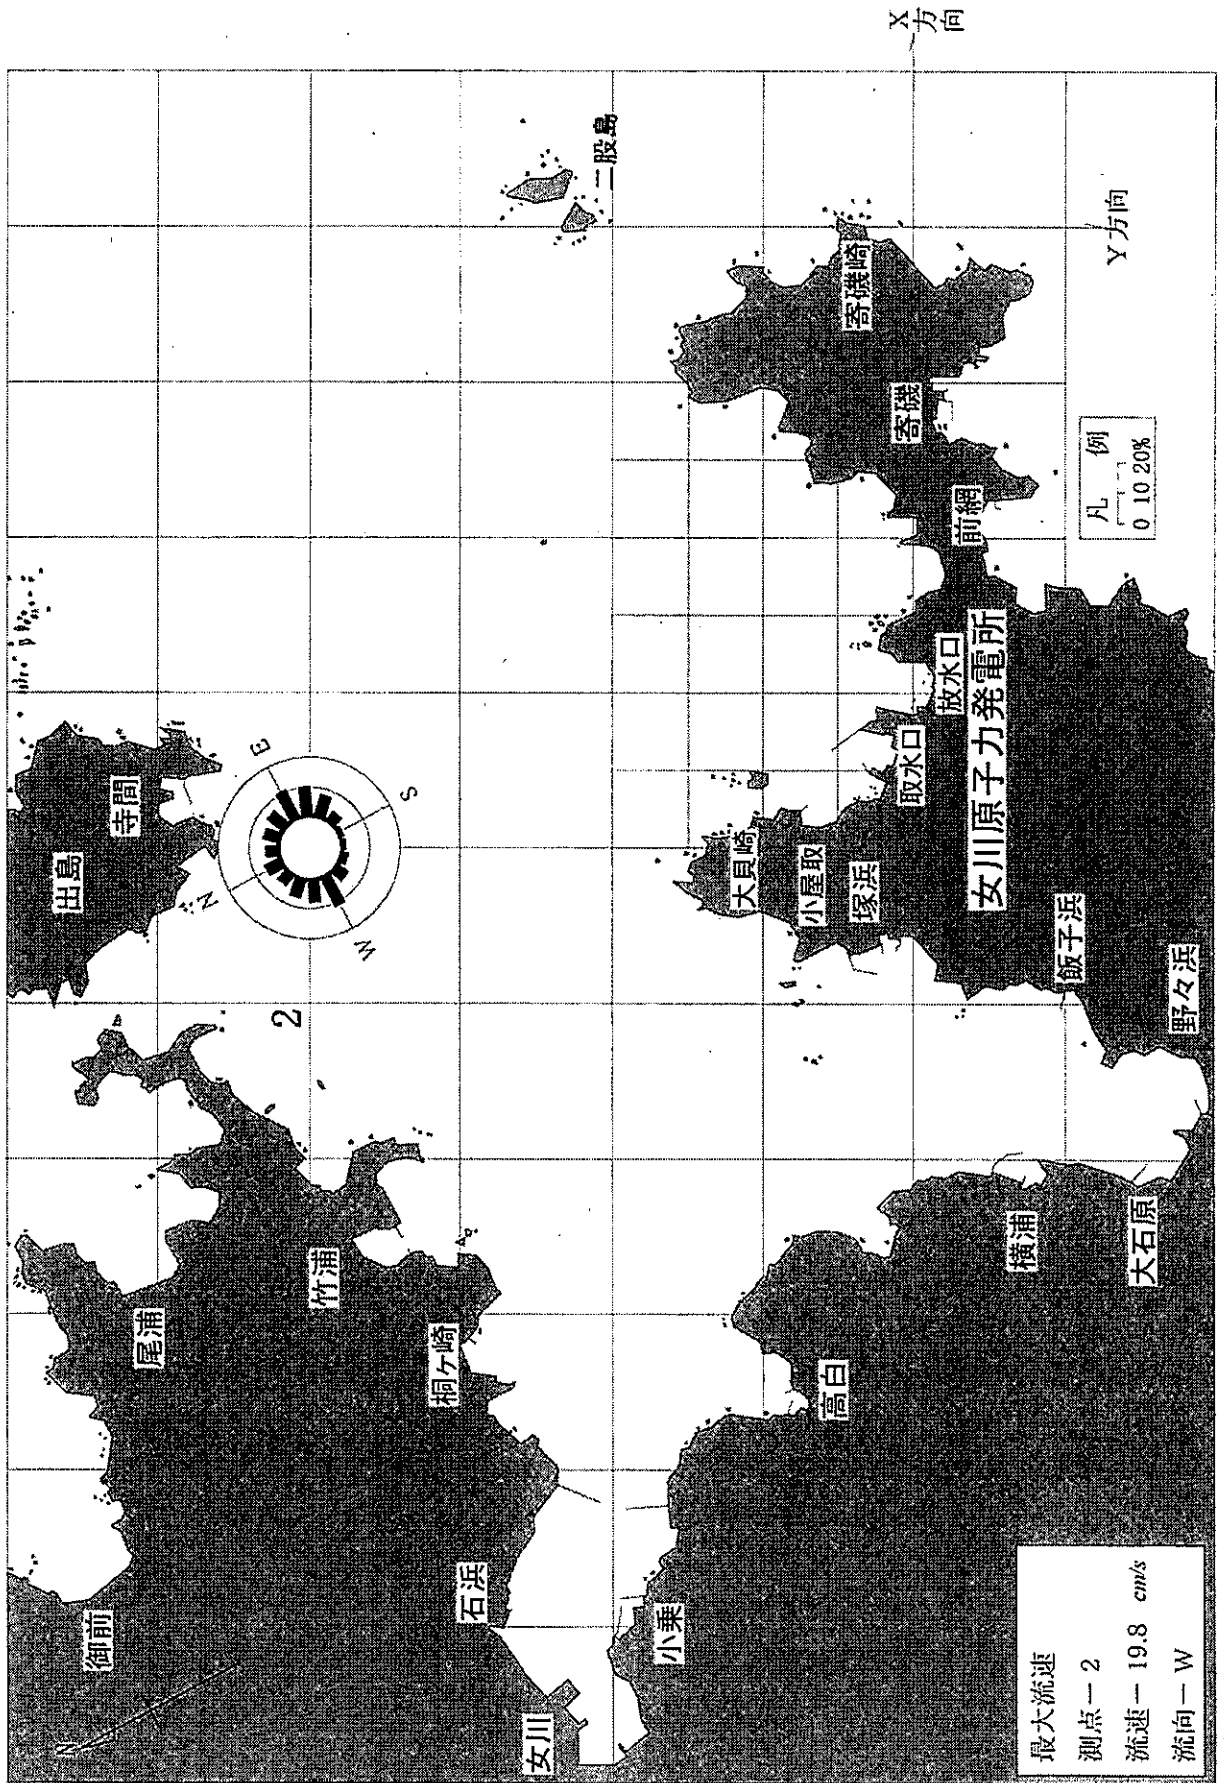 X方向
Y方向
二股島
寄磯崎
寄磯
前網
凡 例
0 10 20%
放水口
女川原子力発電所
取水口
寺間
出島
E
S
N
W
大貝崎
小屋取
塚浜
飯子浜
野々浜
2
竹浦
尾浦
桐ヶ崎
横浦
大石原
高白
石浜
小乗
御前
女川
N
最大流速
測点－2
流速－19.8 cm/s
流向－W